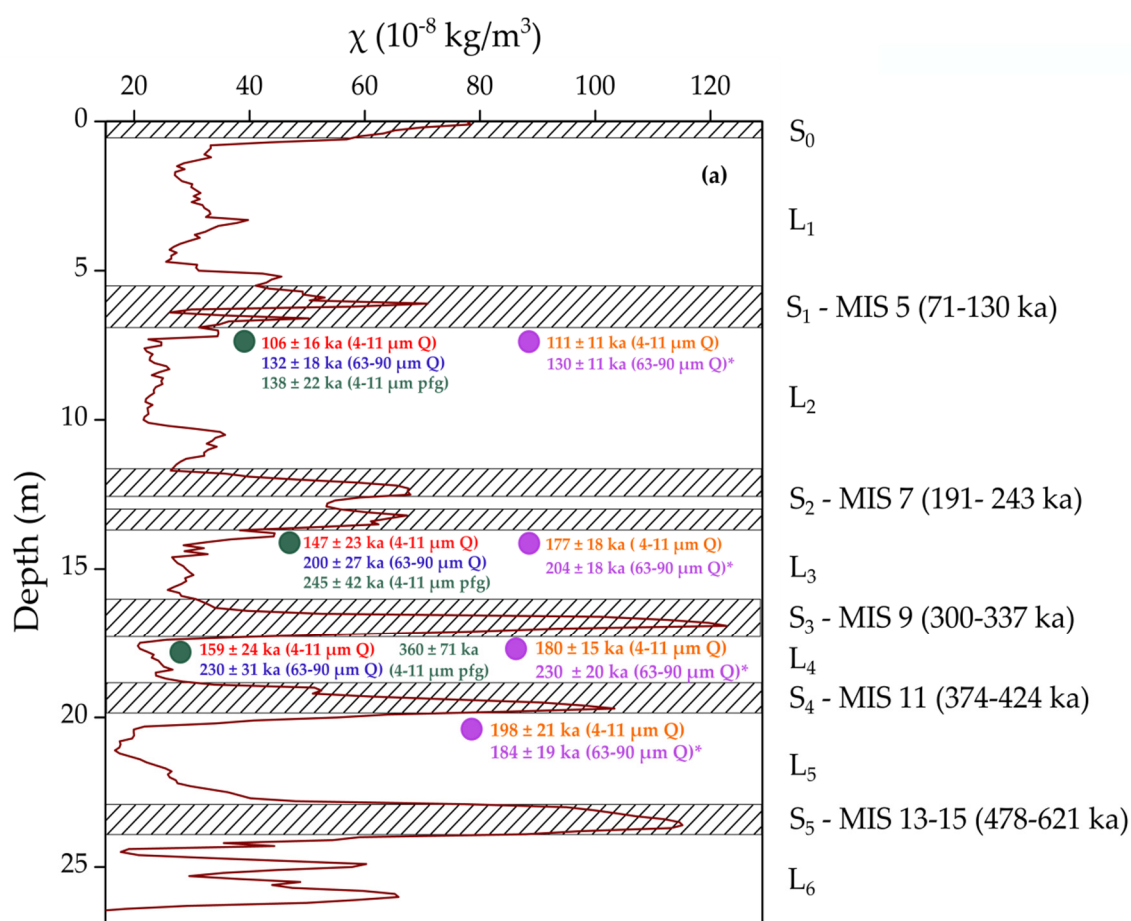 χ (10⁻⁸ kg/m³)
20 40 60 80 100 120
0
S₀
(a)
L₁
5
S₁ - MIS 5 (71-130 ka)
106 ± 16 ka (4-11 μm Q)
132 ± 18 ka (63-90 μm Q)
138 ± 22 ka (4-11 μm pfg)
111 ± 11 ka (4-11 μm Q)
130 ± 11 ka (63-90 μm Q)*
L₂
10
Depth (m)
S₂ - MIS 7 (191- 243 ka)
147 ± 23 ka (4-11 μm Q)
200 ± 27 ka (63-90 μm Q)
245 ± 42 ka (4-11 μm pfg)
177 ± 18 ka ( 4-11 μm Q)
204 ± 18 ka (63-90 μm Q)*
15
L₃
S₃ - MIS 9 (300-337 ka)
159 ± 24 ka (4-11 μm Q)
230 ± 31 ka (63-90 μm Q)
360 ± 71 ka
(4-11 μm pfg)
180 ± 15 ka (4-11 μm Q)
230 ± 20 ka (63-90 μm Q)*
L₄
S₄ - MIS 11 (374-424 ka)
20
198 ± 21 ka (4-11 μm Q)
184 ± 19 ka (63-90 μm Q)*
L₅
S₅ - MIS 13-15 (478-621 ka)
25
L₆